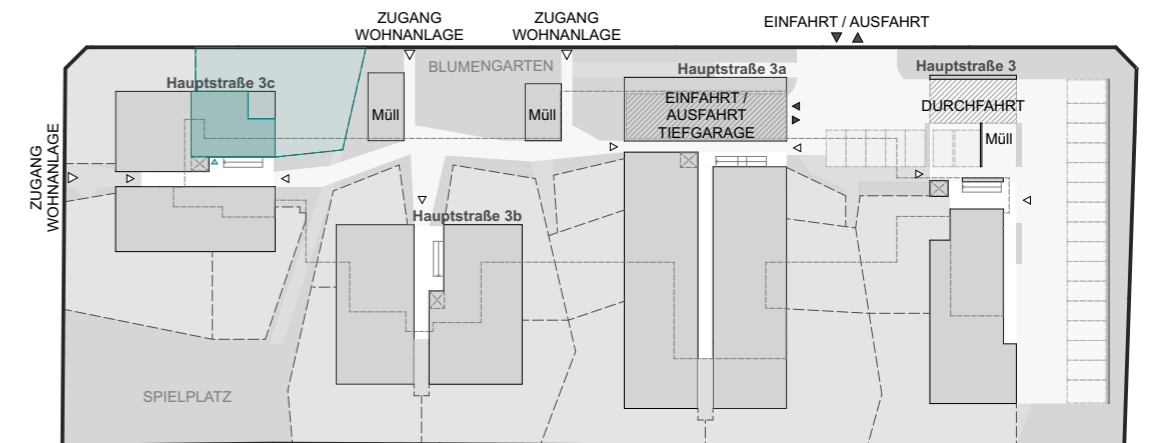 ZUGANG
WOHNANLAGE
ZUGANG
WOHNANLAGE
EINFAHRT / AUSFAHRT
BLUMENGARTEN
Hauptstraße 3c
Hauptstraße 3a
Hauptstraße 3
Müll
Müll
EINFAHRT /
AUSFAHRT
TIEFGARAGE
DURCHFAHRT
Müll
ZUGANG
WOHNANLAGE
Hauptstraße 3b
SPIELPLATZ